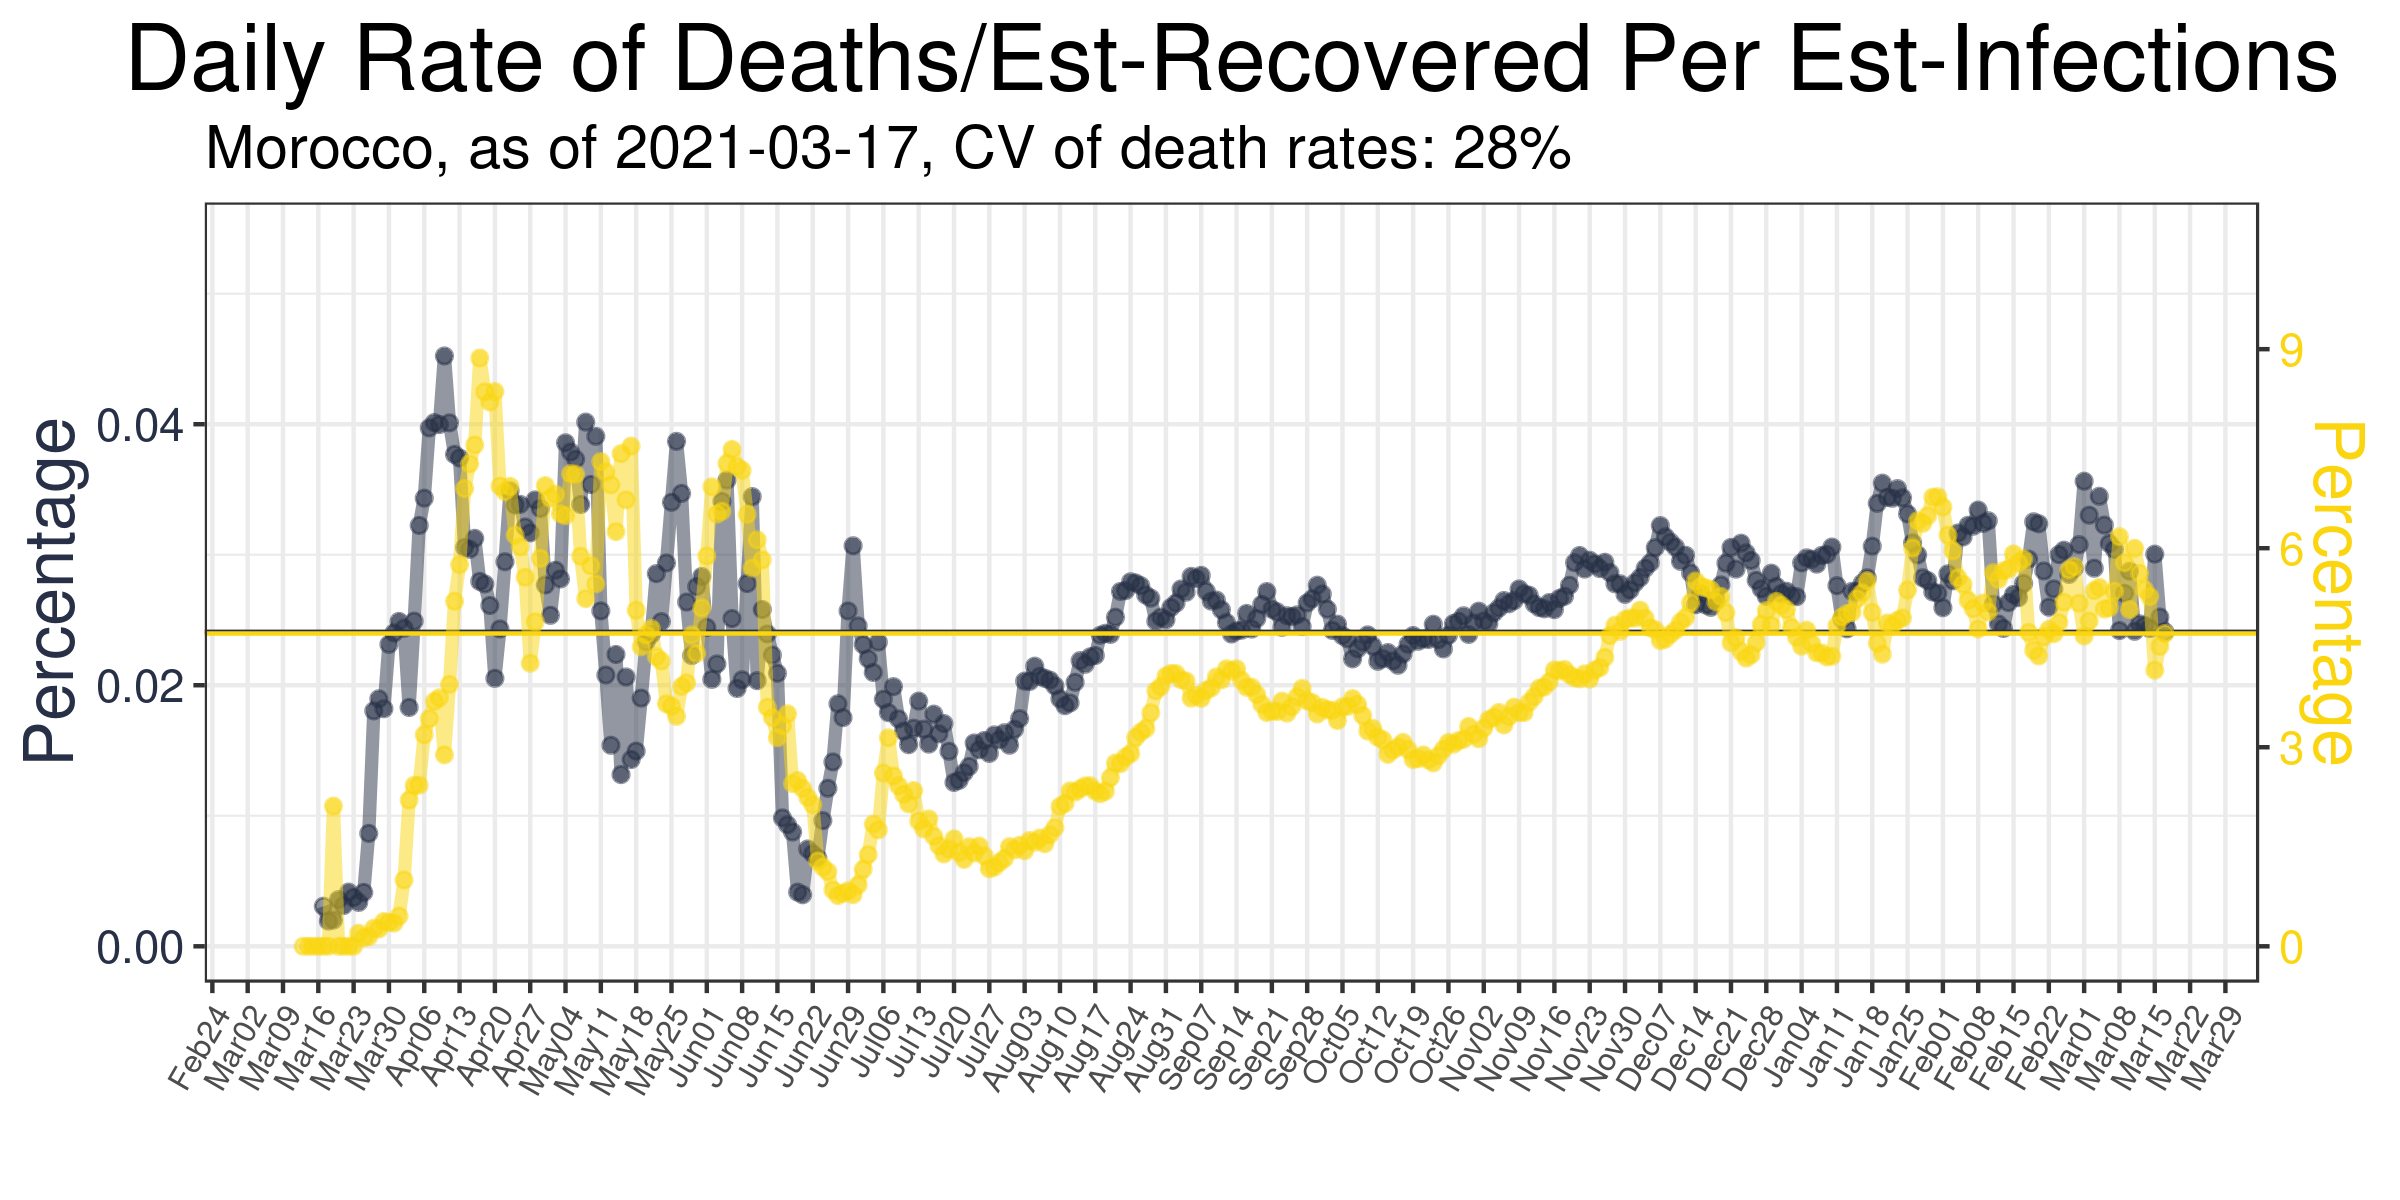 Daily Rate of Deaths/Est-Recovered Per Est-Infections
Morocco, as of 2021-03-17, CV of death rates: 28%
Percentage
0.04
0.02
0.00
9
6
3
0
Percentage
Feb24
Mar02
Mar09
Mar16
Mar23
Mar30
Apr06
Apr13
Apr20
Apr27
May04
May11
May18
May25
Jun01
Jun08
Jun15
Jun22
Jun29
Jul06
Jul13
Jul20
Jul27
Aug03
Aug10
Aug17
Aug24
Aug31
Sep07
Sep14
Sep21
Sep28
Oct05
Oct12
Oct19
Oct26
Nov02
Nov09
Nov16
Nov23
Nov30
Dec07
Dec14
Dec21
Dec28
Jan04
Jan11
Jan18
Jan25
Feb01
Feb08
Feb15
Feb22
Mar01
Mar08
Mar15
Mar22
Mar29